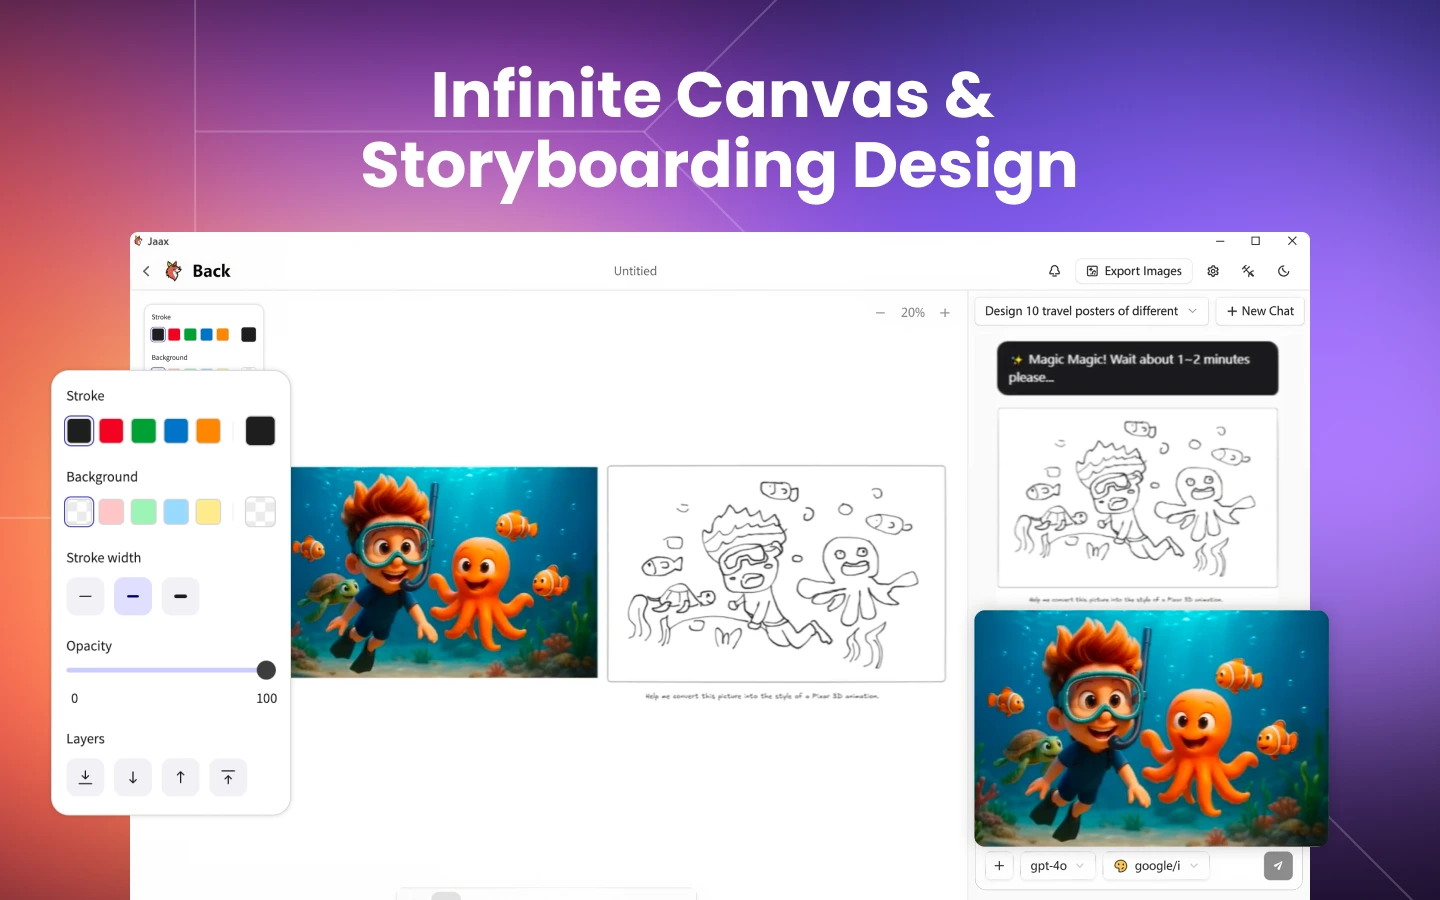 Infinite Canvas &
Storyboarding Design
Jaax
Back
Untitled
Export Images
Stroke
Background
20%
Design 10 travel posters of different
New Chat
✨ Magic Magic! Wait about 1~2 minutes
please...
Stroke
Background
Stroke width
Opacity
0
100
Layers
Help me convert this picture into the style of a Pixar 3D animation.
Help me convert this picture into the style of a Pixar 3D animation.
gpt-4o
google/i